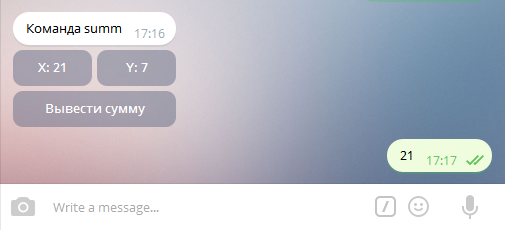 Команда summ 17:16
X: 21 Y: 7
Вывести сумму
21 17:17
Write a message...